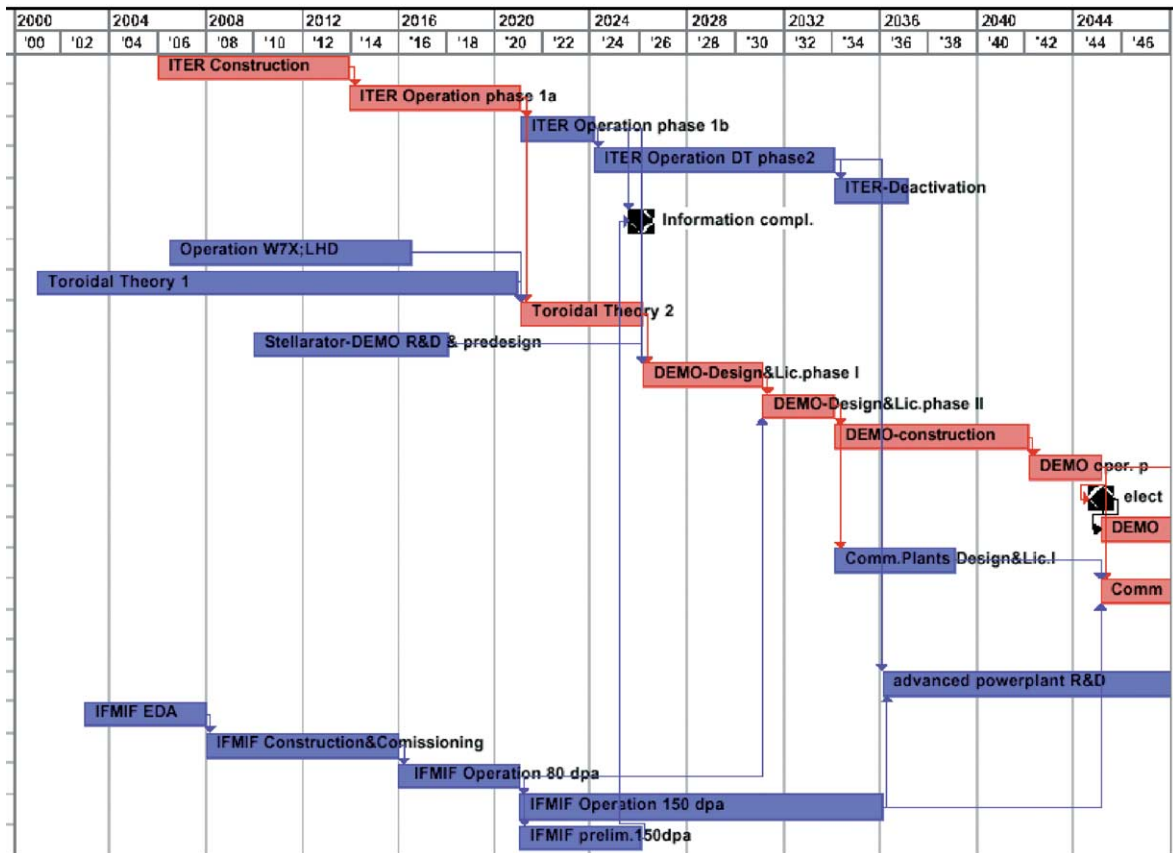 2000 2004 2008 2012 2016 2020 2024 2028 2032 2036 2040 2044
'00 '02 '04 '06 '08 '10 '12 '14 '16 '18 '20 '22 '24 '26 '28 '30 '32 '34 '36 '38 '40 '42 '44 '46
ITER Construction
ITER Operation phase 1a
ITER Operation phase 1b
ITER Operation DT phase2
ITER-Deactivation
Information compl.
Operation W7X;LHD
Toroidal Theory 1
Toroidal Theory 2
Stellarator-DEMO R&D & predesign
DEMO-Design&Lic.phase I
DEMO-Design&Lic.phase II
DEMO-construction
DEMO oper. p
elect
DEMO
Comm.Plants Design&Lic.I
Comm
advanced powerplant R&D
IFMIF EDA
IFMIF Construction&Comissioning
IFMIF Operation 80 dpa
IFMIF Operation 150 dpa
IFMIF prelim.150dpa